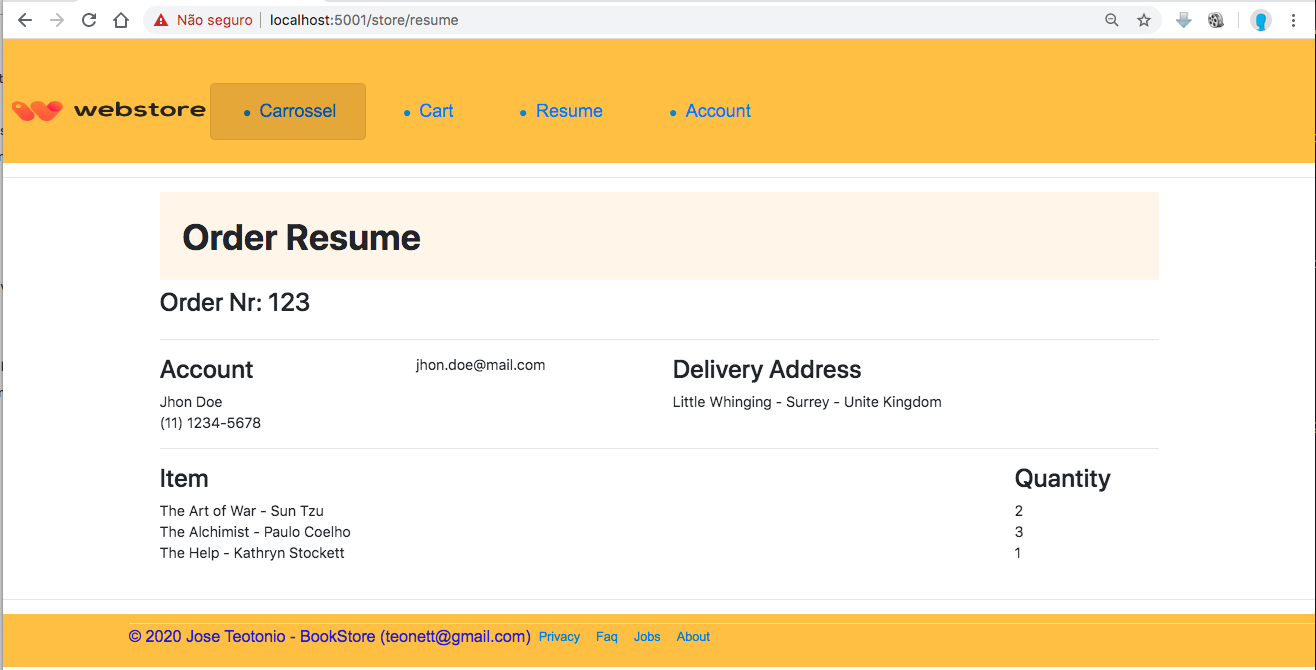 Não seguro | localhost:5001/store/resume
webstore
• Carrossel • Cart • Resume • Account
Order Resume
Order Nr: 123
Account
Jhon Doe
(11) 1234-5678
jhon.doe@mail.com
Delivery Address
Little Whinging - Surrey - Unite Kingdom
Item Quantity
The Art of War - Sun Tzu 2
The Alchimist - Paulo Coelho 3
The Help - Kathryn Stockett 1
© 2020 Jose Teotonio - BookStore (teonett@gmail.com) Privacy Faq Jobs About